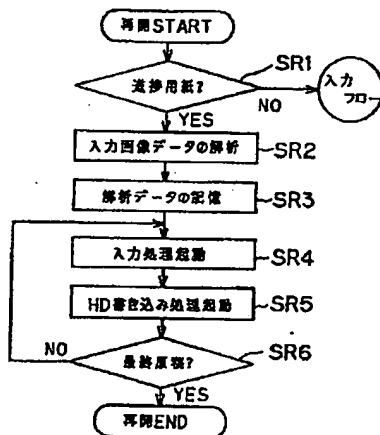 再開START
進捗用紙?
SR1
NO
入力
フロー
YES
入力画像データの解析
SR2
解析データの記憶
SR3
入力処理起動
SR4
HD書き込み処理起動
SR5
NO
最終原稿?
SR6
YES
再開END